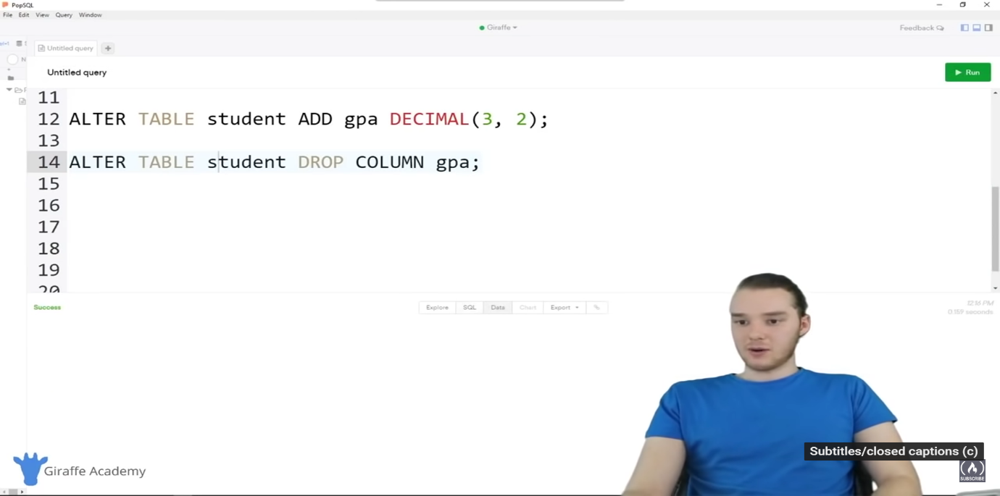 PopSQL
File Edit View Query Window
Giraffe
Feedback
Untitled query
Untitled query
Run
11
12 ALTER TABLE student ADD gpa DECIMAL(3, 2);
13
14 ALTER TABLE student DROP COLUMN gpa;
15
16
17
18
19
20
Success
Explore SQL Data Chart Export
12:16 PM
0.159 seconds
Subtitles/closed captions (c)
SUBSCRIBE
Giraffe Academy